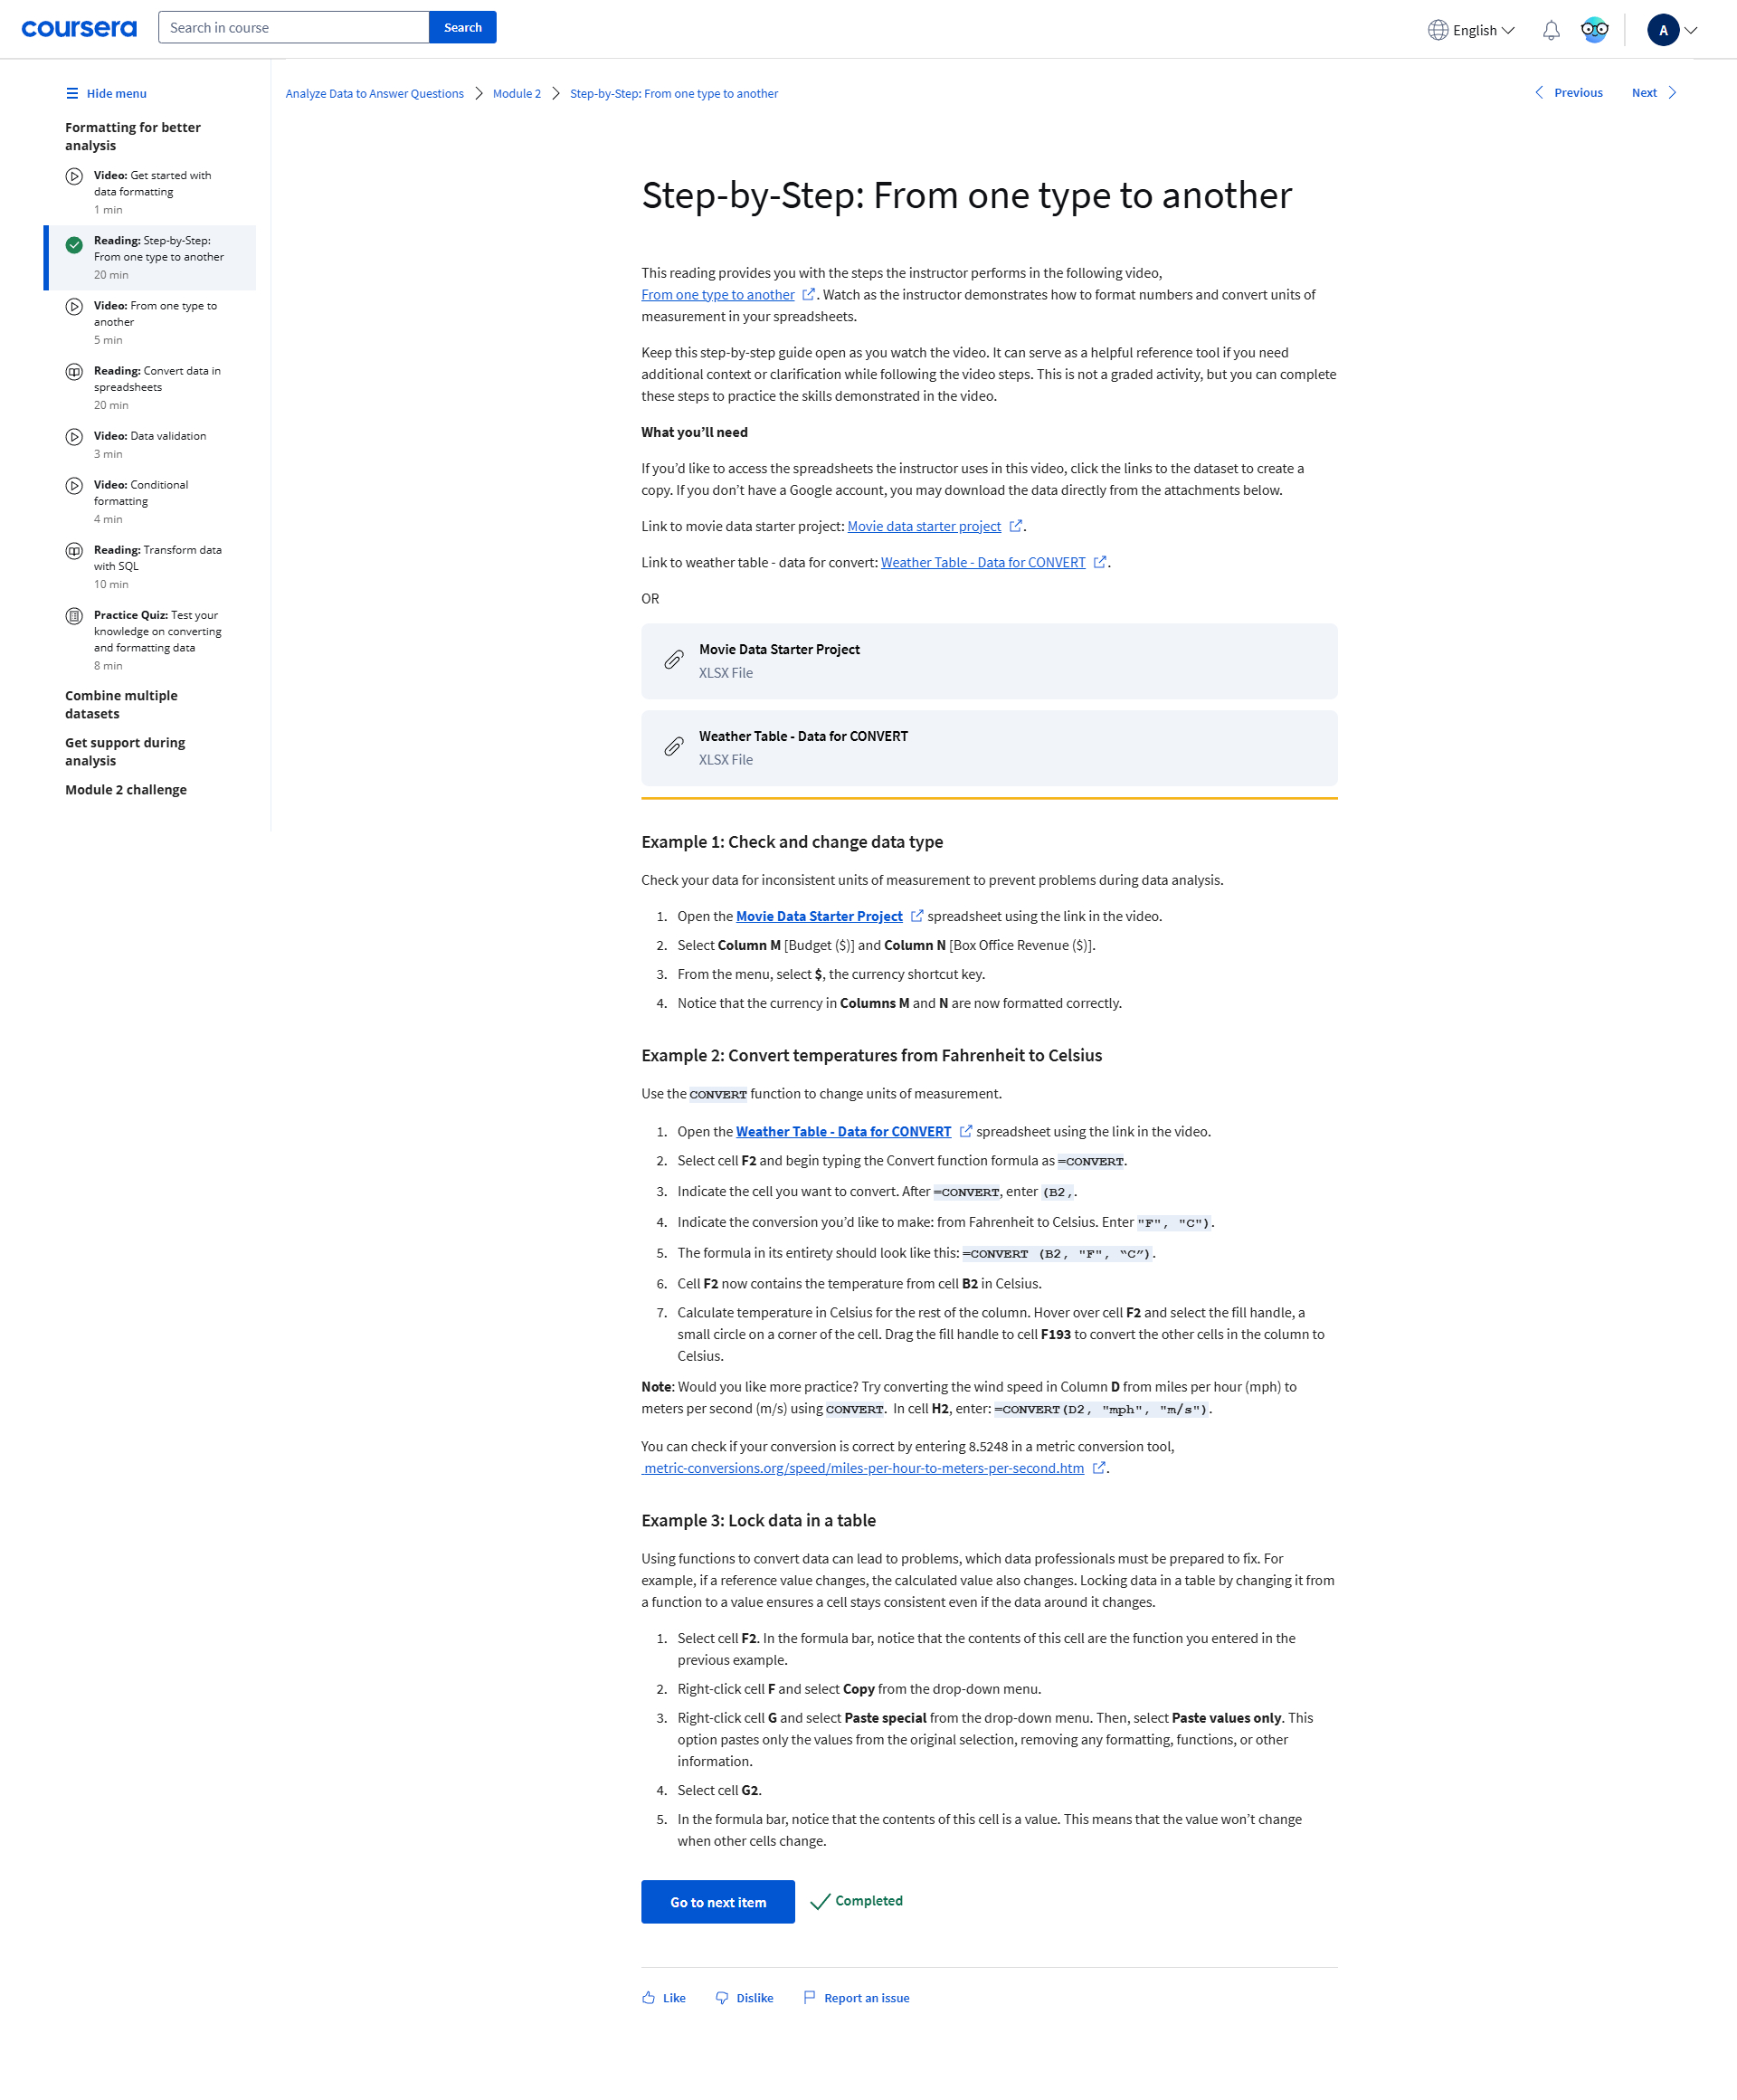 coursera
Search in course
Search
English
A
Hide menu
Analyze Data to Answer Questions
Module 2
Step-by-Step: From one type to another
Previous
Next
Formatting for better
analysis
Video: Get started with
data formatting
1 min
Reading: Step-by-Step:
From one type to another
20 min
Video: From one type to
another
5 min
Reading: Convert data in
spreadsheets
20 min
Video: Data validation
3 min
Video: Conditional
formatting
4 min
Reading: Transform data
with SQL
10 min
Practice Quiz: Test your
knowledge on converting
and formatting data
8 min
Combine multiple
datasets
Get support during
analysis
Module 2 challenge
Step-by-Step: From one type to another
This reading provides you with the steps the instructor performs in the following video,
From one type to another. Watch as the instructor demonstrates how to format numbers and convert units of
measurement in your spreadsheets.
Keep this step-by-step guide open as you watch the video. It can serve as a helpful reference tool if you need
additional context or clarification while following the video steps. This is not a graded activity, but you can complete
these steps to practice the skills demonstrated in the video.
What you’ll need
If you’d like to access the spreadsheets the instructor uses in this video, click the links to the dataset to create a
copy. If you don’t have a Google account, you may download the data directly from the attachments below.
Link to movie data starter project: Movie data starter project.
Link to weather table - data for convert: Weather Table - Data for CONVERT.
OR
Movie Data Starter Project
XLSX File
Weather Table - Data for CONVERT
XLSX File
Example 1: Check and change data type
Check your data for inconsistent units of measurement to prevent problems during data analysis.
1. Open the Movie Data Starter Project spreadsheet using the link in the video.
2. Select Column M [Budget ($)] and Column N [Box Office Revenue ($)].
3. From the menu, select $, the currency shortcut key.
4. Notice that the currency in Columns M and N are now formatted correctly.
Example 2: Convert temperatures from Fahrenheit to Celsius
Use the CONVERT function to change units of measurement.
1. Open the Weather Table - Data for CONVERT spreadsheet using the link in the video.
2. Select cell F2 and begin typing the Convert function formula as =CONVERT.
3. Indicate the cell you want to convert. After =CONVERT, enter (B2,.
4. Indicate the conversion you’d like to make: from Fahrenheit to Celsius. Enter "F", "C").
5. The formula in its entirety should look like this: =CONVERT (B2, "F", “C”).
6. Cell F2 now contains the temperature from cell B2 in Celsius.
7. Calculate temperature in Celsius for the rest of the column. Hover over cell F2 and select the fill handle, a
small circle on a corner of the cell. Drag the fill handle to cell F193 to convert the other cells in the column to
Celsius.
Note: Would you like more practice? Try converting the wind speed in Column D from miles per hour (mph) to
meters per second (m/s) using CONVERT. In cell H2, enter: =CONVERT(D2, "mph", "m/s").
You can check if your conversion is correct by entering 8.5248 in a metric conversion tool,
metric-conversions.org/speed/miles-per-hour-to-meters-per-second.htm.
Example 3: Lock data in a table
Using functions to convert data can lead to problems, which data professionals must be prepared to fix. For
example, if a reference value changes, the calculated value also changes. Locking data in a table by changing it from
a function to a value ensures a cell stays consistent even if the data around it changes.
1. Select cell F2. In the formula bar, notice that the contents of this cell are the function you entered in the
previous example.
2. Right-click cell F and select Copy from the drop-down menu.
3. Right-click cell G and select Paste special from the drop-down menu. Then, select Paste values only. This
option pastes only the values from the original selection, removing any formatting, functions, or other
information.
4. Select cell G2.
5. In the formula bar, notice that the contents of this cell is a value. This means that the value won’t change
when other cells change.
Go to next item
Completed
Like
Dislike
Report an issue